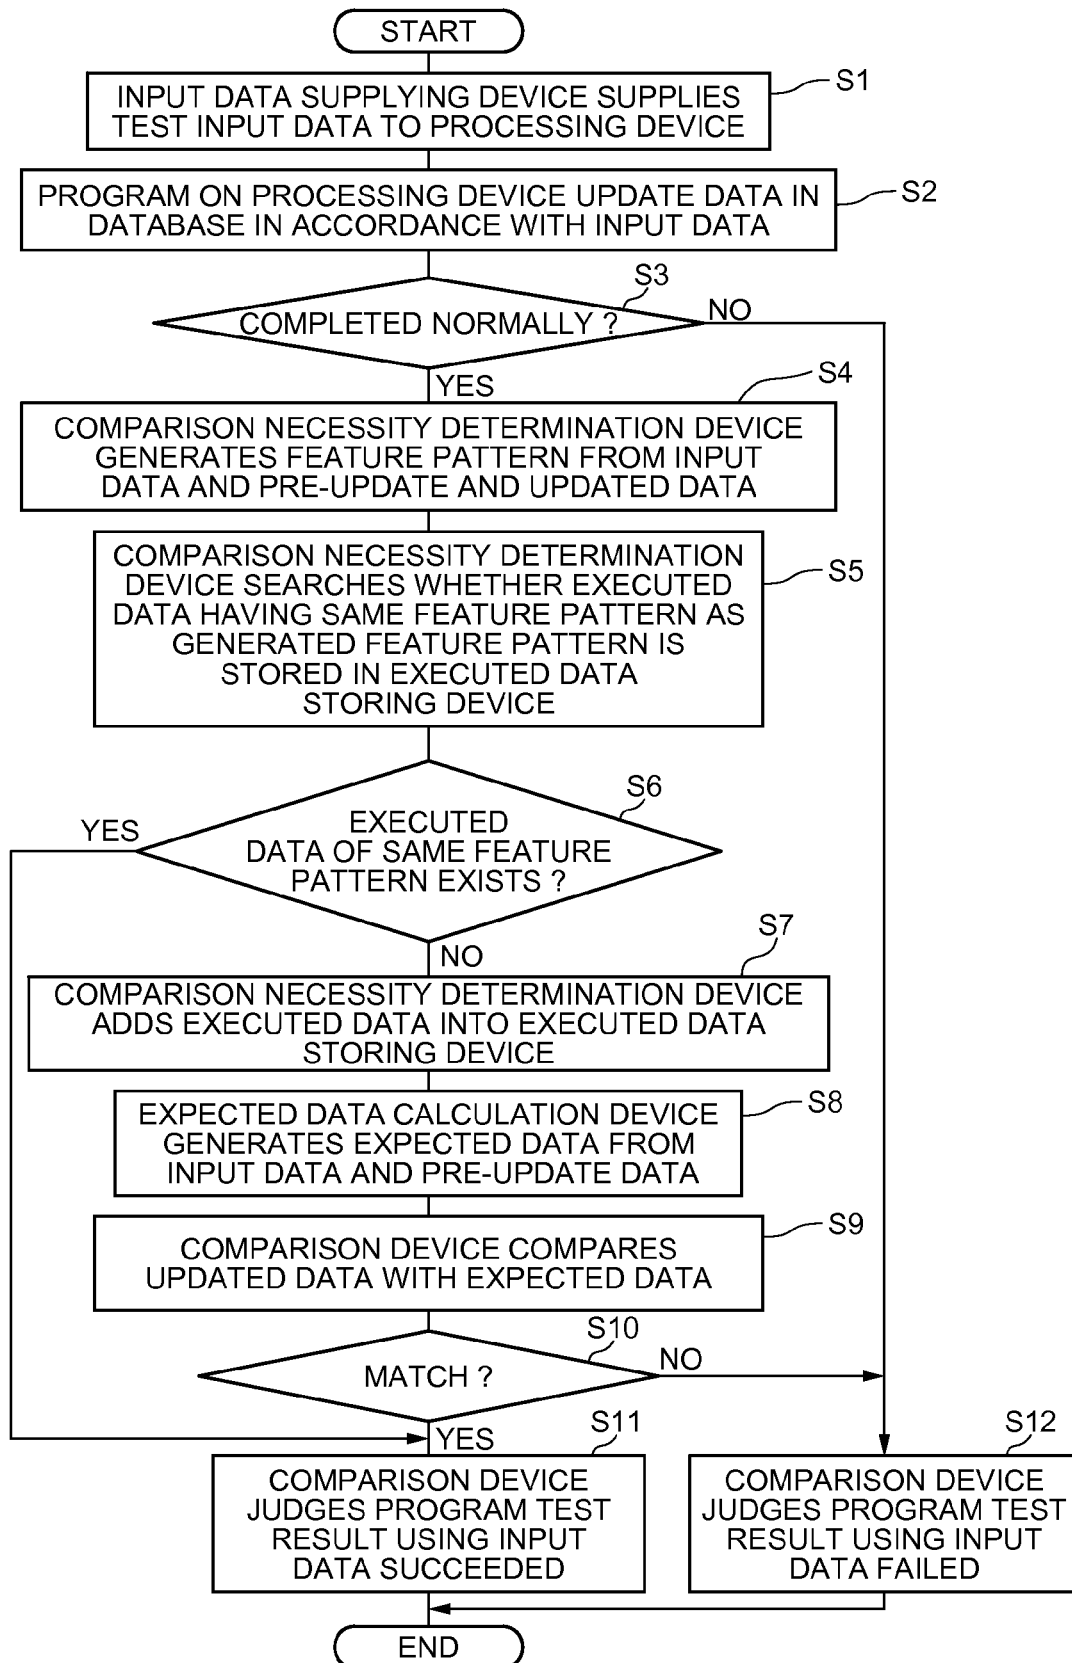 START
S1
INPUT DATA SUPPLYING DEVICE SUPPLIES
TEST INPUT DATA TO PROCESSING DEVICE
S2
PROGRAM ON PROCESSING DEVICE UPDATE DATA IN
DATABASE IN ACCORDANCE WITH INPUT DATA
S3
COMPLETED NORMALLY ?
NO
YES
S4
COMPARISON NECESSITY DETERMINATION DEVICE
GENERATES FEATURE PATTERN FROM INPUT
DATA AND PRE-UPDATE AND UPDATED DATA
S5
COMPARISON NECESSITY DETERMINATION
DEVICE SEARCHES WHETHER EXECUTED
DATA HAVING SAME FEATURE PATTERN AS
GENERATED FEATURE PATTERN IS
STORED IN EXECUTED DATA
STORING DEVICE
S6
YES
EXECUTED
DATA OF SAME FEATURE
PATTERN EXISTS ?
NO
S7
COMPARISON NECESSITY DETERMINATION DEVICE
ADDS EXECUTED DATA INTO EXECUTED DATA
STORING DEVICE
S8
EXPECTED DATA CALCULATION DEVICE
GENERATES EXPECTED DATA FROM
INPUT DATA AND PRE-UPDATE DATA
S9
COMPARISON DEVICE COMPARES
UPDATED DATA WITH EXPECTED DATA
S10
MATCH ?
NO
YES
S11
COMPARISON DEVICE
JUDGES PROGRAM TEST
RESULT USING INPUT
DATA SUCCEEDED
S12
COMPARISON DEVICE
JUDGES PROGRAM TEST
RESULT USING INPUT
DATA FAILED
END